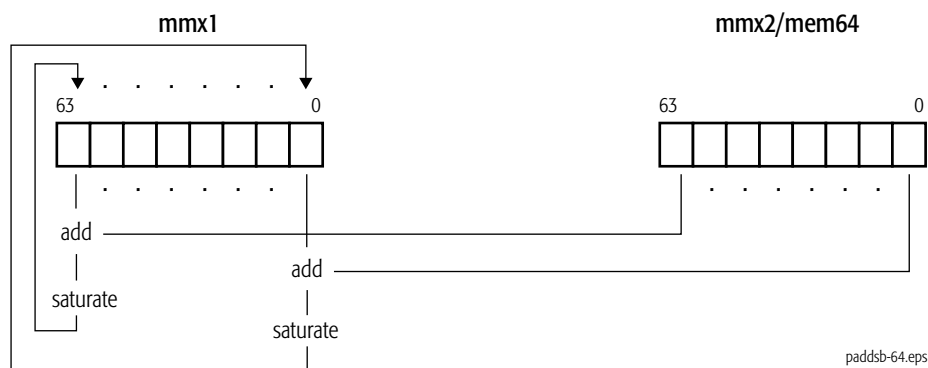 mmx1 mmx2/mem64
. . . . . .
63 0 63 0
. . . . . . . . . . . .
add
add
saturate
saturate
paddsb-64.eps